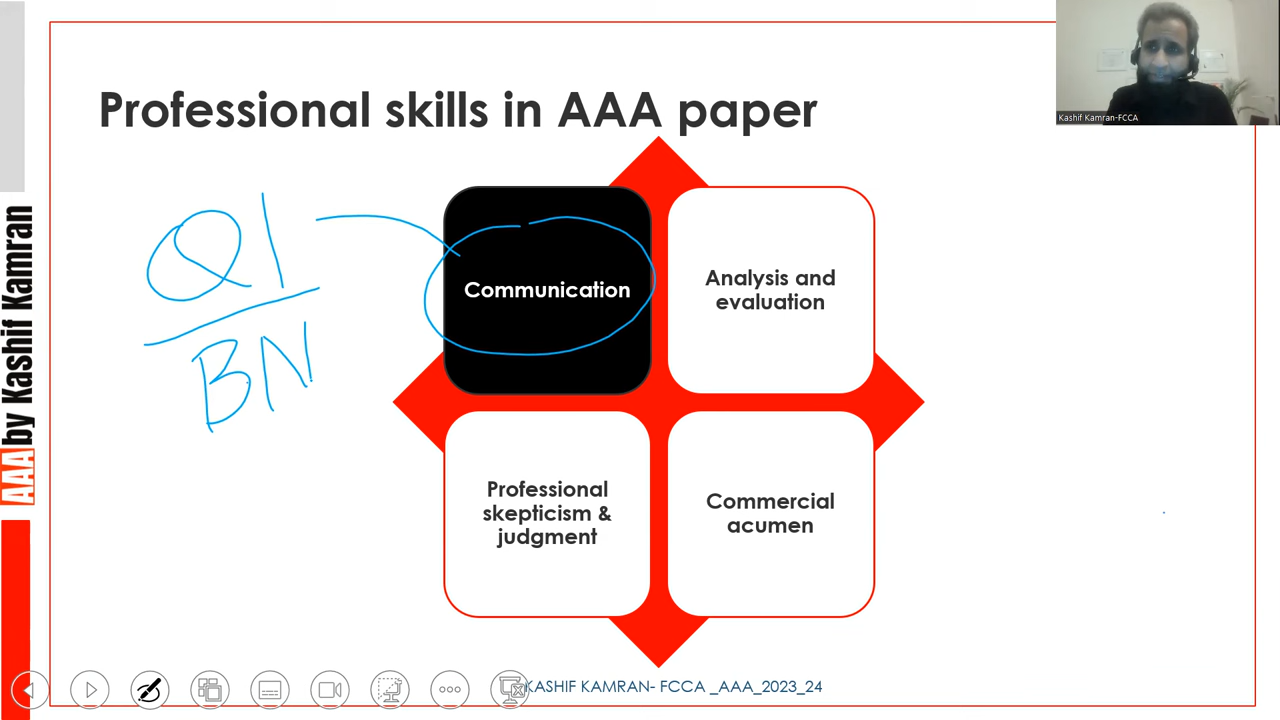 Professional skills in AAA paper
Kashif Kamran-FCCA
AAA by Kashif Kamran
Q1
BN
Communication
Analysis and
evaluation
Professional
skepticism &
judgment
Commercial
acumen
KASHIF KAMRAN- FCCA _AAA_2023_24